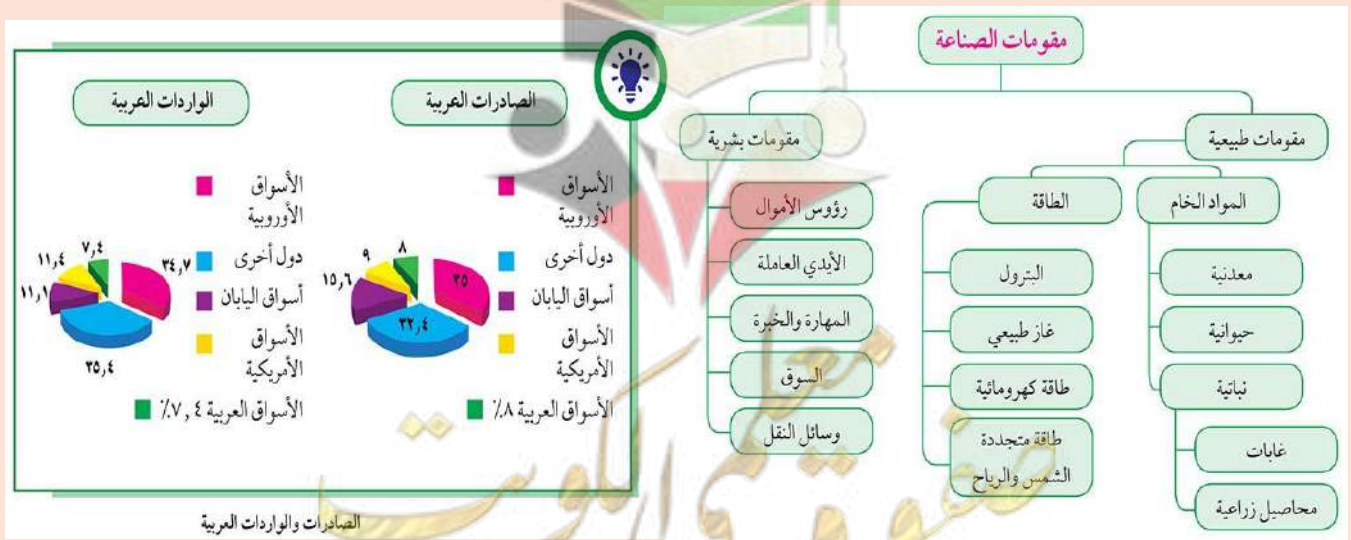 مقومات الصناعة
مقومات طبيعية
مقومات بشرية
المواد الخام
الطاقة
معدنية
حيوانية
نباتية
غابات
محاصيل زراعية
البترول
غاز طبيعي
طاقة كهرومائية
طاقة متجددة
الشمس والرياح
رؤوس الأموال
الأيدي العاملة
المهارة والخبرة
السوق
وسائل النقل
الصادرات العربية
الأسواق
الأوروبية
دول أخرى
أسواق اليابان
الأسواق
الأمريكية
الأسواق العربية ٨٪
٨
٩
١٥,٦
٣٥
٣٢,٤
الواردات العربية
الأسواق
الأوروبية
دول أخرى
أسواق اليابان
الأسواق
الأمريكية
الأسواق العربية ٧,٤٪
٧,٤
١١,٤
١١,١
٣٤,٧
٣٥,٤
الصادرات والواردات العربية
معلم
الكويت